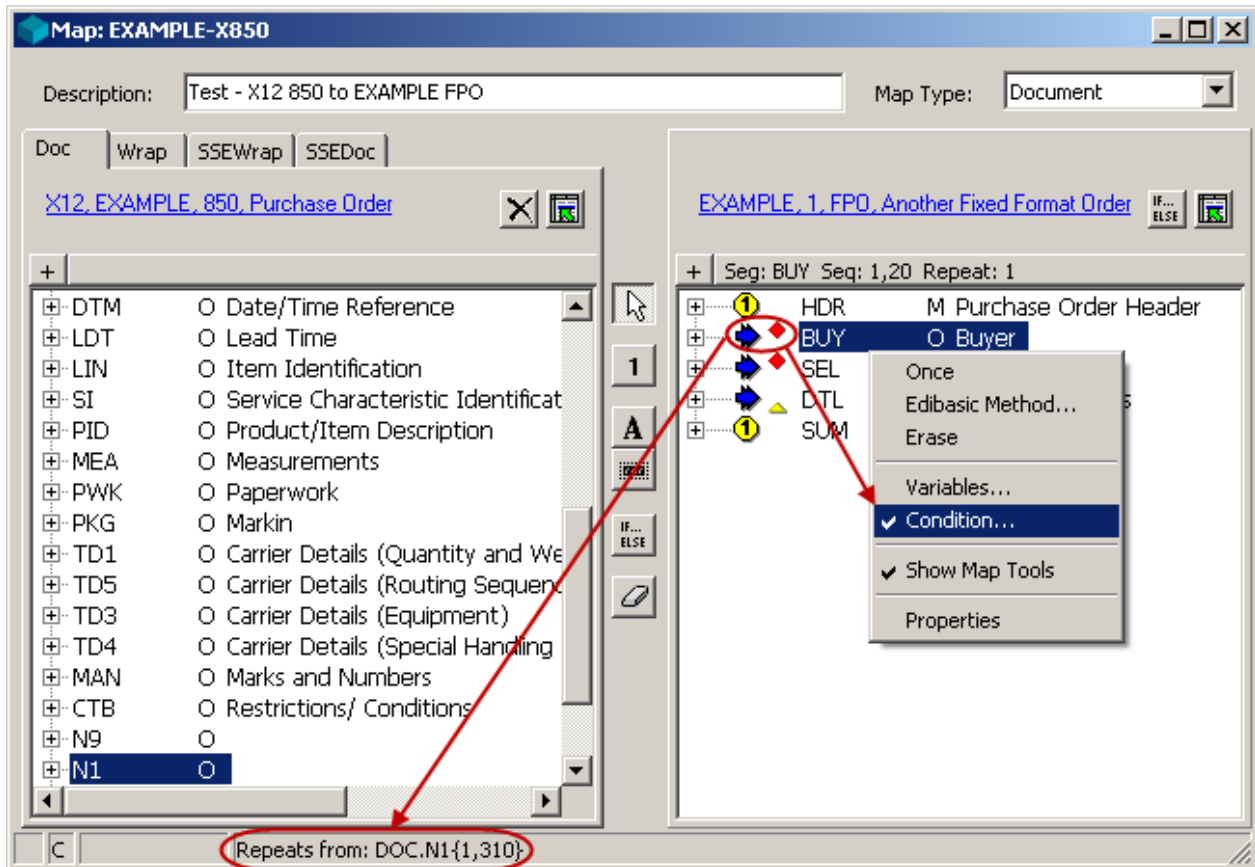 Map: EXAMPLE-X850
Description: Test - X12 850 to EXAMPLE FPO Map Type: Document
Doc Wrap SSEWrap SSEDoc
X12, EXAMPLE, 850, Purchase Order
EXAMPLE, 1, FPO, Another Fixed Format Order IF... ELSE
+
DTM O Date/Time Reference
LDT O Lead Time
LIN O Item Identification
SI O Service Characteristic Identificat
PID O Product/Item Description
MEA O Measurements
PWK O Paperwork
PKG O Markin
TD1 O Carrier Details (Quantity and We
TD5 O Carrier Details (Routing Sequenc
TD3 O Carrier Details (Equipment)
TD4 O Carrier Details (Special Handling
MAN O Marks and Numbers
CTB O Restrictions/ Conditions
N9 O
N1 O
1
A
IF...
ELSE
+ Seg: BUY Seq: 1,20 Repeat: 1
1 HDR M Purchase Order Header
BUY O Buyer
SEL
DTL s
1 SUM
Once
Edibasic Method...
Erase
Variables...
Condition...
Show Map Tools
Properties
C Repeats from: DOC.N1{1,310}